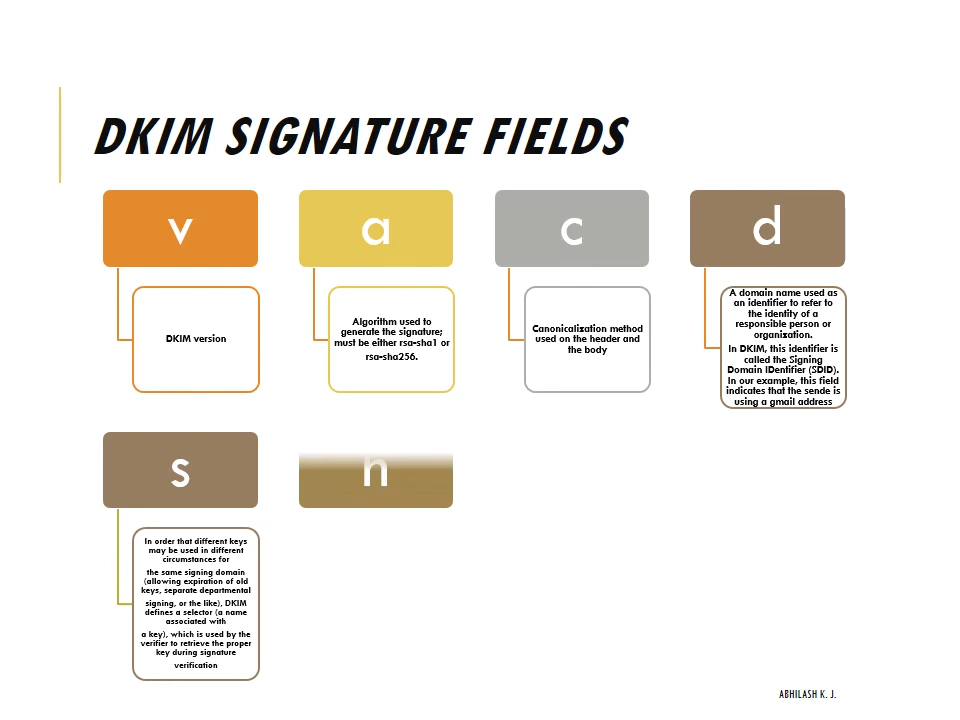 DKIM SIGNATURE FIELDS
v
DKIM version
a
Algorithm used to
generate the signature;
must be either rsa-sha1 or
rsa-sha256.
c
Canonicalization method
used on the header and
the body
d
A domain name used as
an identifier to refer to
the identity of a
responsible person or
organization.
In DKIM, this identifier is
called the Signing
Domain IDentifier (SDID).
In our example, this field
indicates that the sende is
using a gmail address
s
In order that different keys
may be used in different
circumstances for
the same signing domain
(allowing expiration of old
keys, separate departmental
signing, or the like), DKIM
defines a selector (a name
associated with
a key), which is used by the
verifier to retrieve the proper
key during signature
verification
h
ABHILASH K. J.